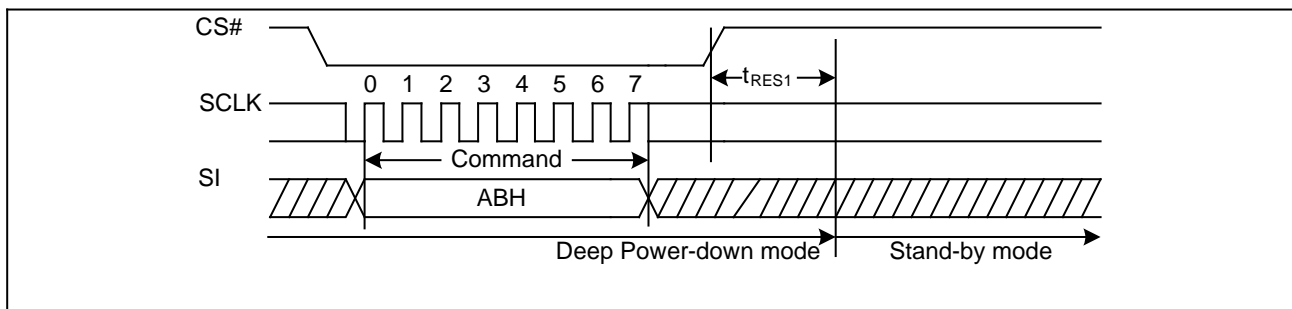 CS#
tRES1
0 1 2 3 4 5 6 7
SCLK
Command
SI
ABH
Deep Power-down mode Stand-by mode